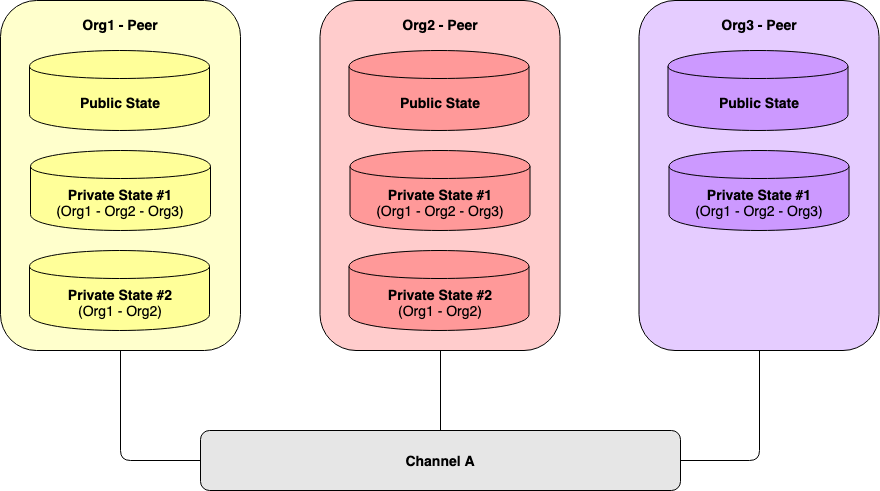 Org1 - Peer
Public State
Private State #1
(Org1 - Org2 - Org3)
Private State #2
(Org1 - Org2)
Org2 - Peer
Public State
Private State #1
(Org1 - Org2 - Org3)
Private State #2
(Org1 - Org2)
Org3 - Peer
Public State
Private State #1
(Org1 - Org2 - Org3)
Channel A